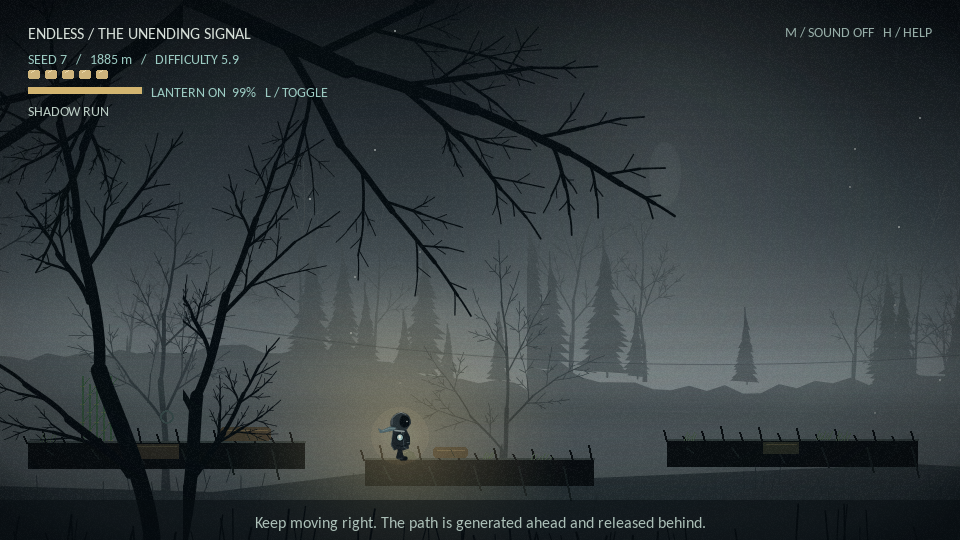 ENDLESS / THE UNENDING SIGNAL
M / SOUND OFF H / HELP
SEED 7 / 1885 m / DIFFICULTY 5.9
LANTERN ON 99% L / TOGGLE
SHADOW RUN
Keep moving right. The path is generated ahead and released behind.